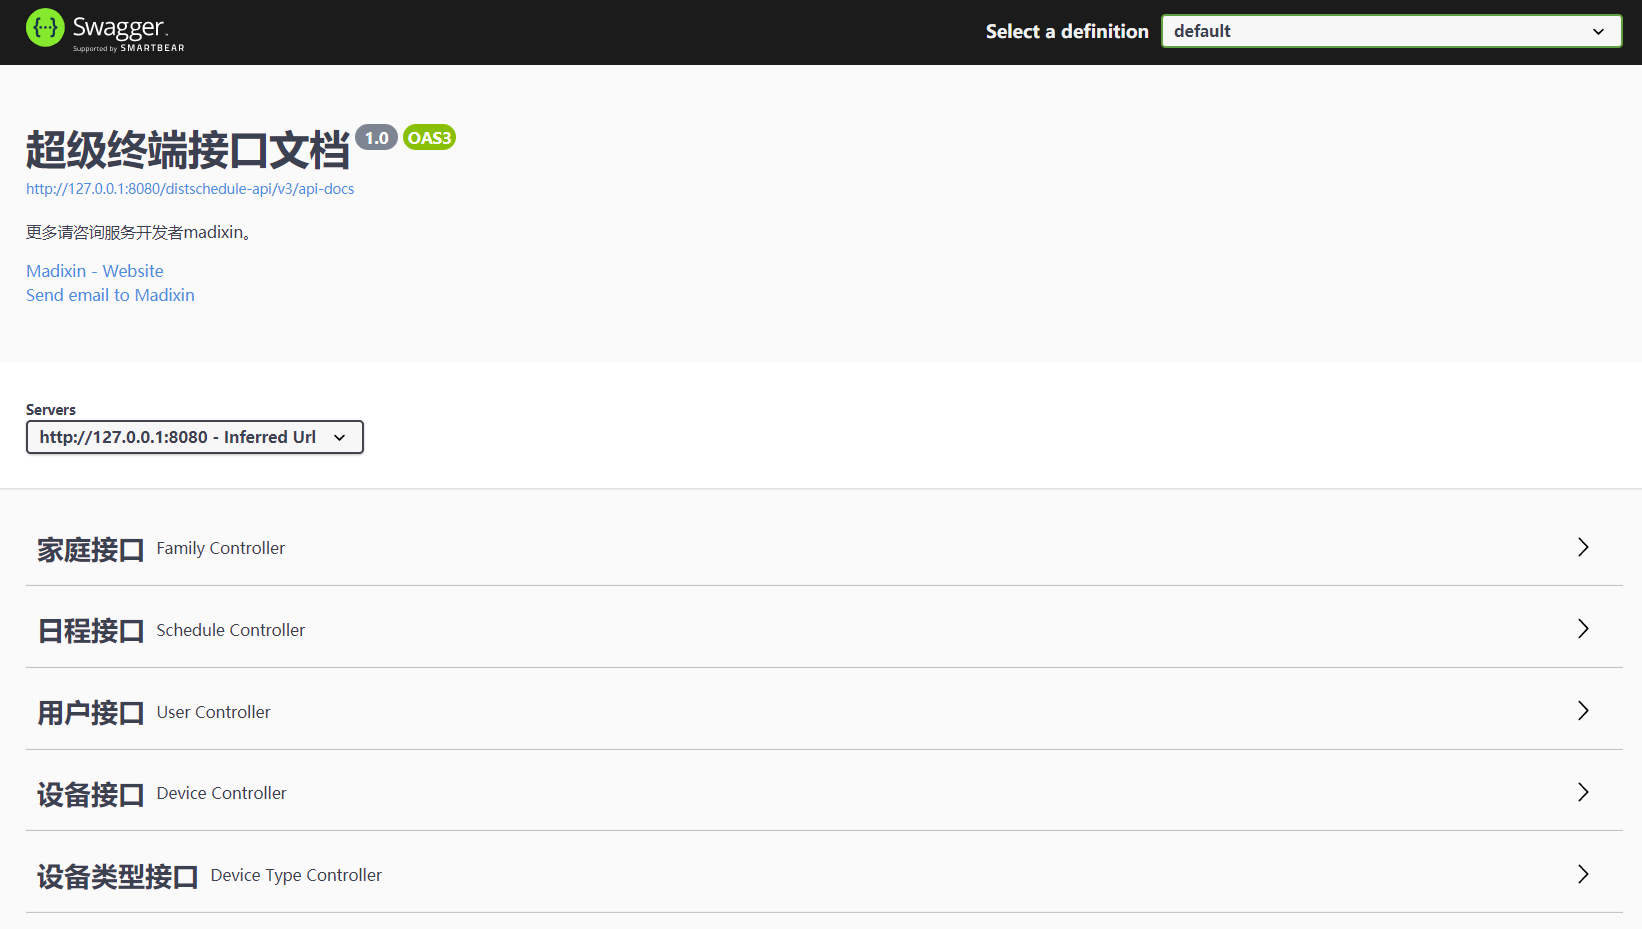 Swagger
Supported by SMARTBEAR
Select a definition
default
超级终端接口文档 1.0 OAS3
http://127.0.0.1:8080/distschedule-api/v3/api-docs
更多请咨询服务开发者madixin。
Madixin - Website
Send email to Madixin
Servers
http://127.0.0.1:8080 - Inferred Url
家庭接口 Family Controller
日程接口 Schedule Controller
用户接口 User Controller
设备接口 Device Controller
设备类型接口 Device Type Controller